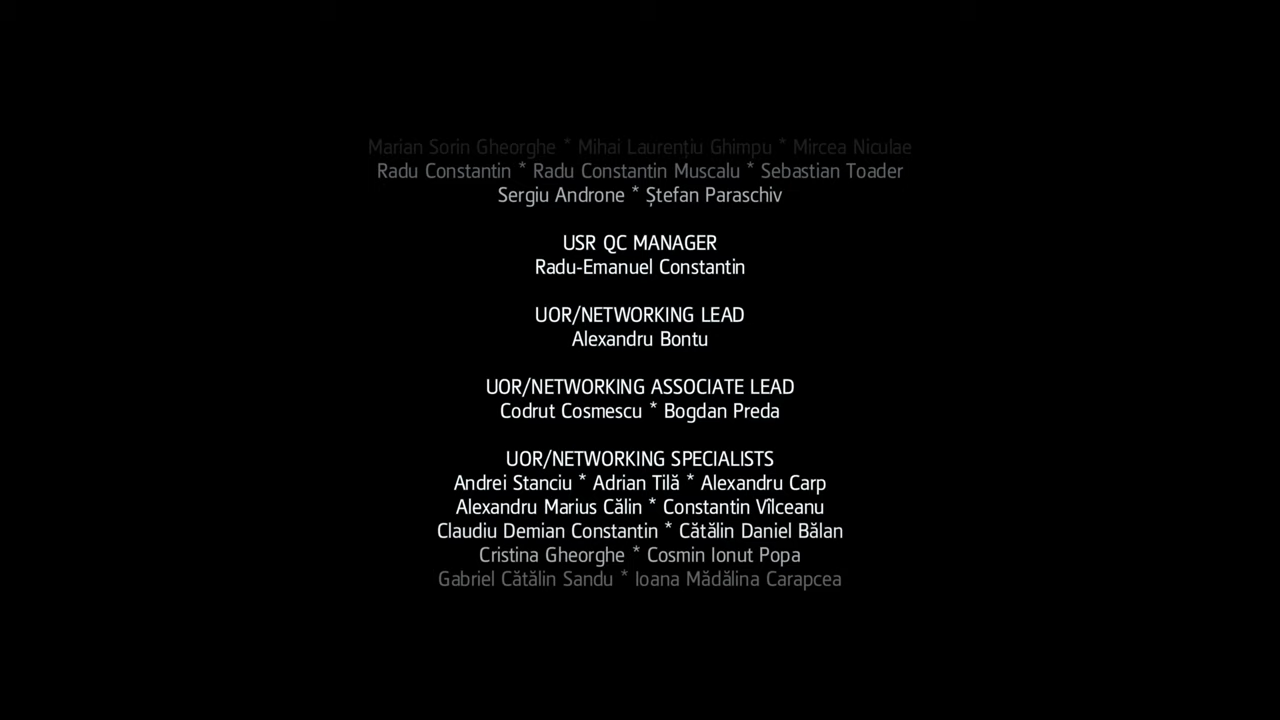 Marian Sorin Gheorghe * Mihai Laurențiu Ghimpu * Mircea Niculae
Radu Constantin * Radu Constantin Muscalu * Sebastian Toader
Sergiu Androne * Ștefan Paraschiv
USR QC MANAGER
Radu-Emanuel Constantin
UOR/NETWORKING LEAD
Alexandru Bontu
UOR/NETWORKING ASSOCIATE LEAD
Codrut Cosmescu * Bogdan Preda
UOR/NETWORKING SPECIALISTS
Andrei Stanciu * Adrian Tilă * Alexandru Carp
Alexandru Marius Călin * Constantin Vîlceanu
Claudiu Demian Constantin * Cătălin Daniel Bălan
Cristina Gheorghe * Cosmin Ionut Popa
Gabriel Cătălin Sandu * Ioana Mădălina Carapcea